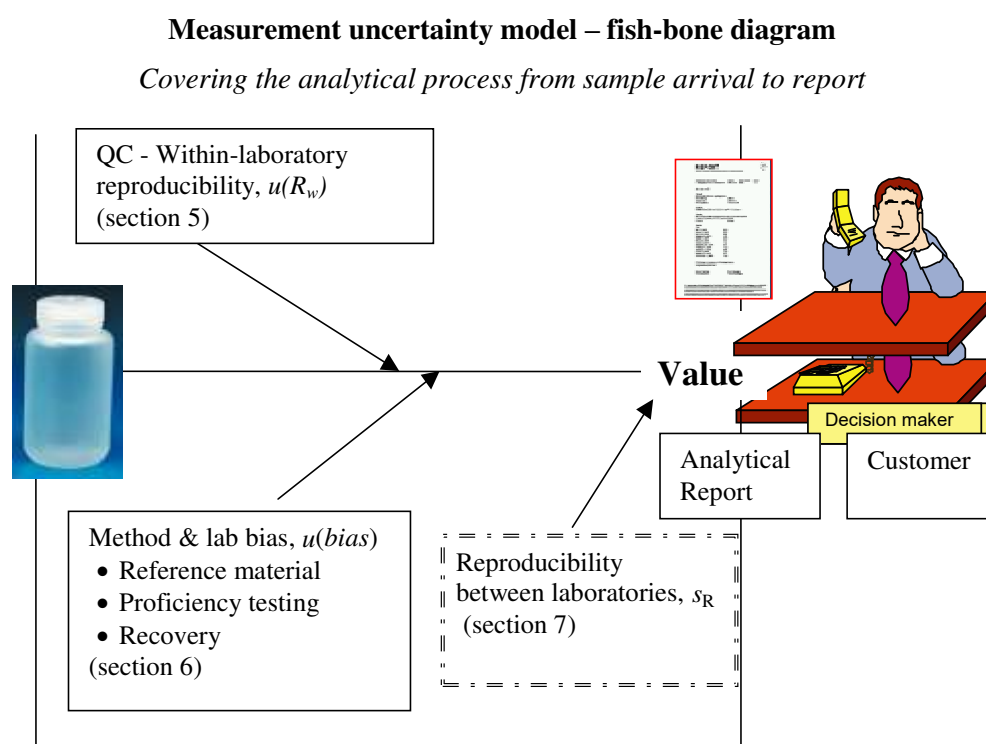 Measurement uncertainty model – fish-bone diagram
Covering the analytical process from sample arrival to report
QC - Within-laboratory
reproducibility, u(Rw)
(section 5)
Value
Decision maker
Analytical
Report
Customer
Method & lab bias, u(bias)
• Reference material
• Proficiency testing
• Recovery
(section 6)
Reproducibility
between laboratories, sR
(section 7)